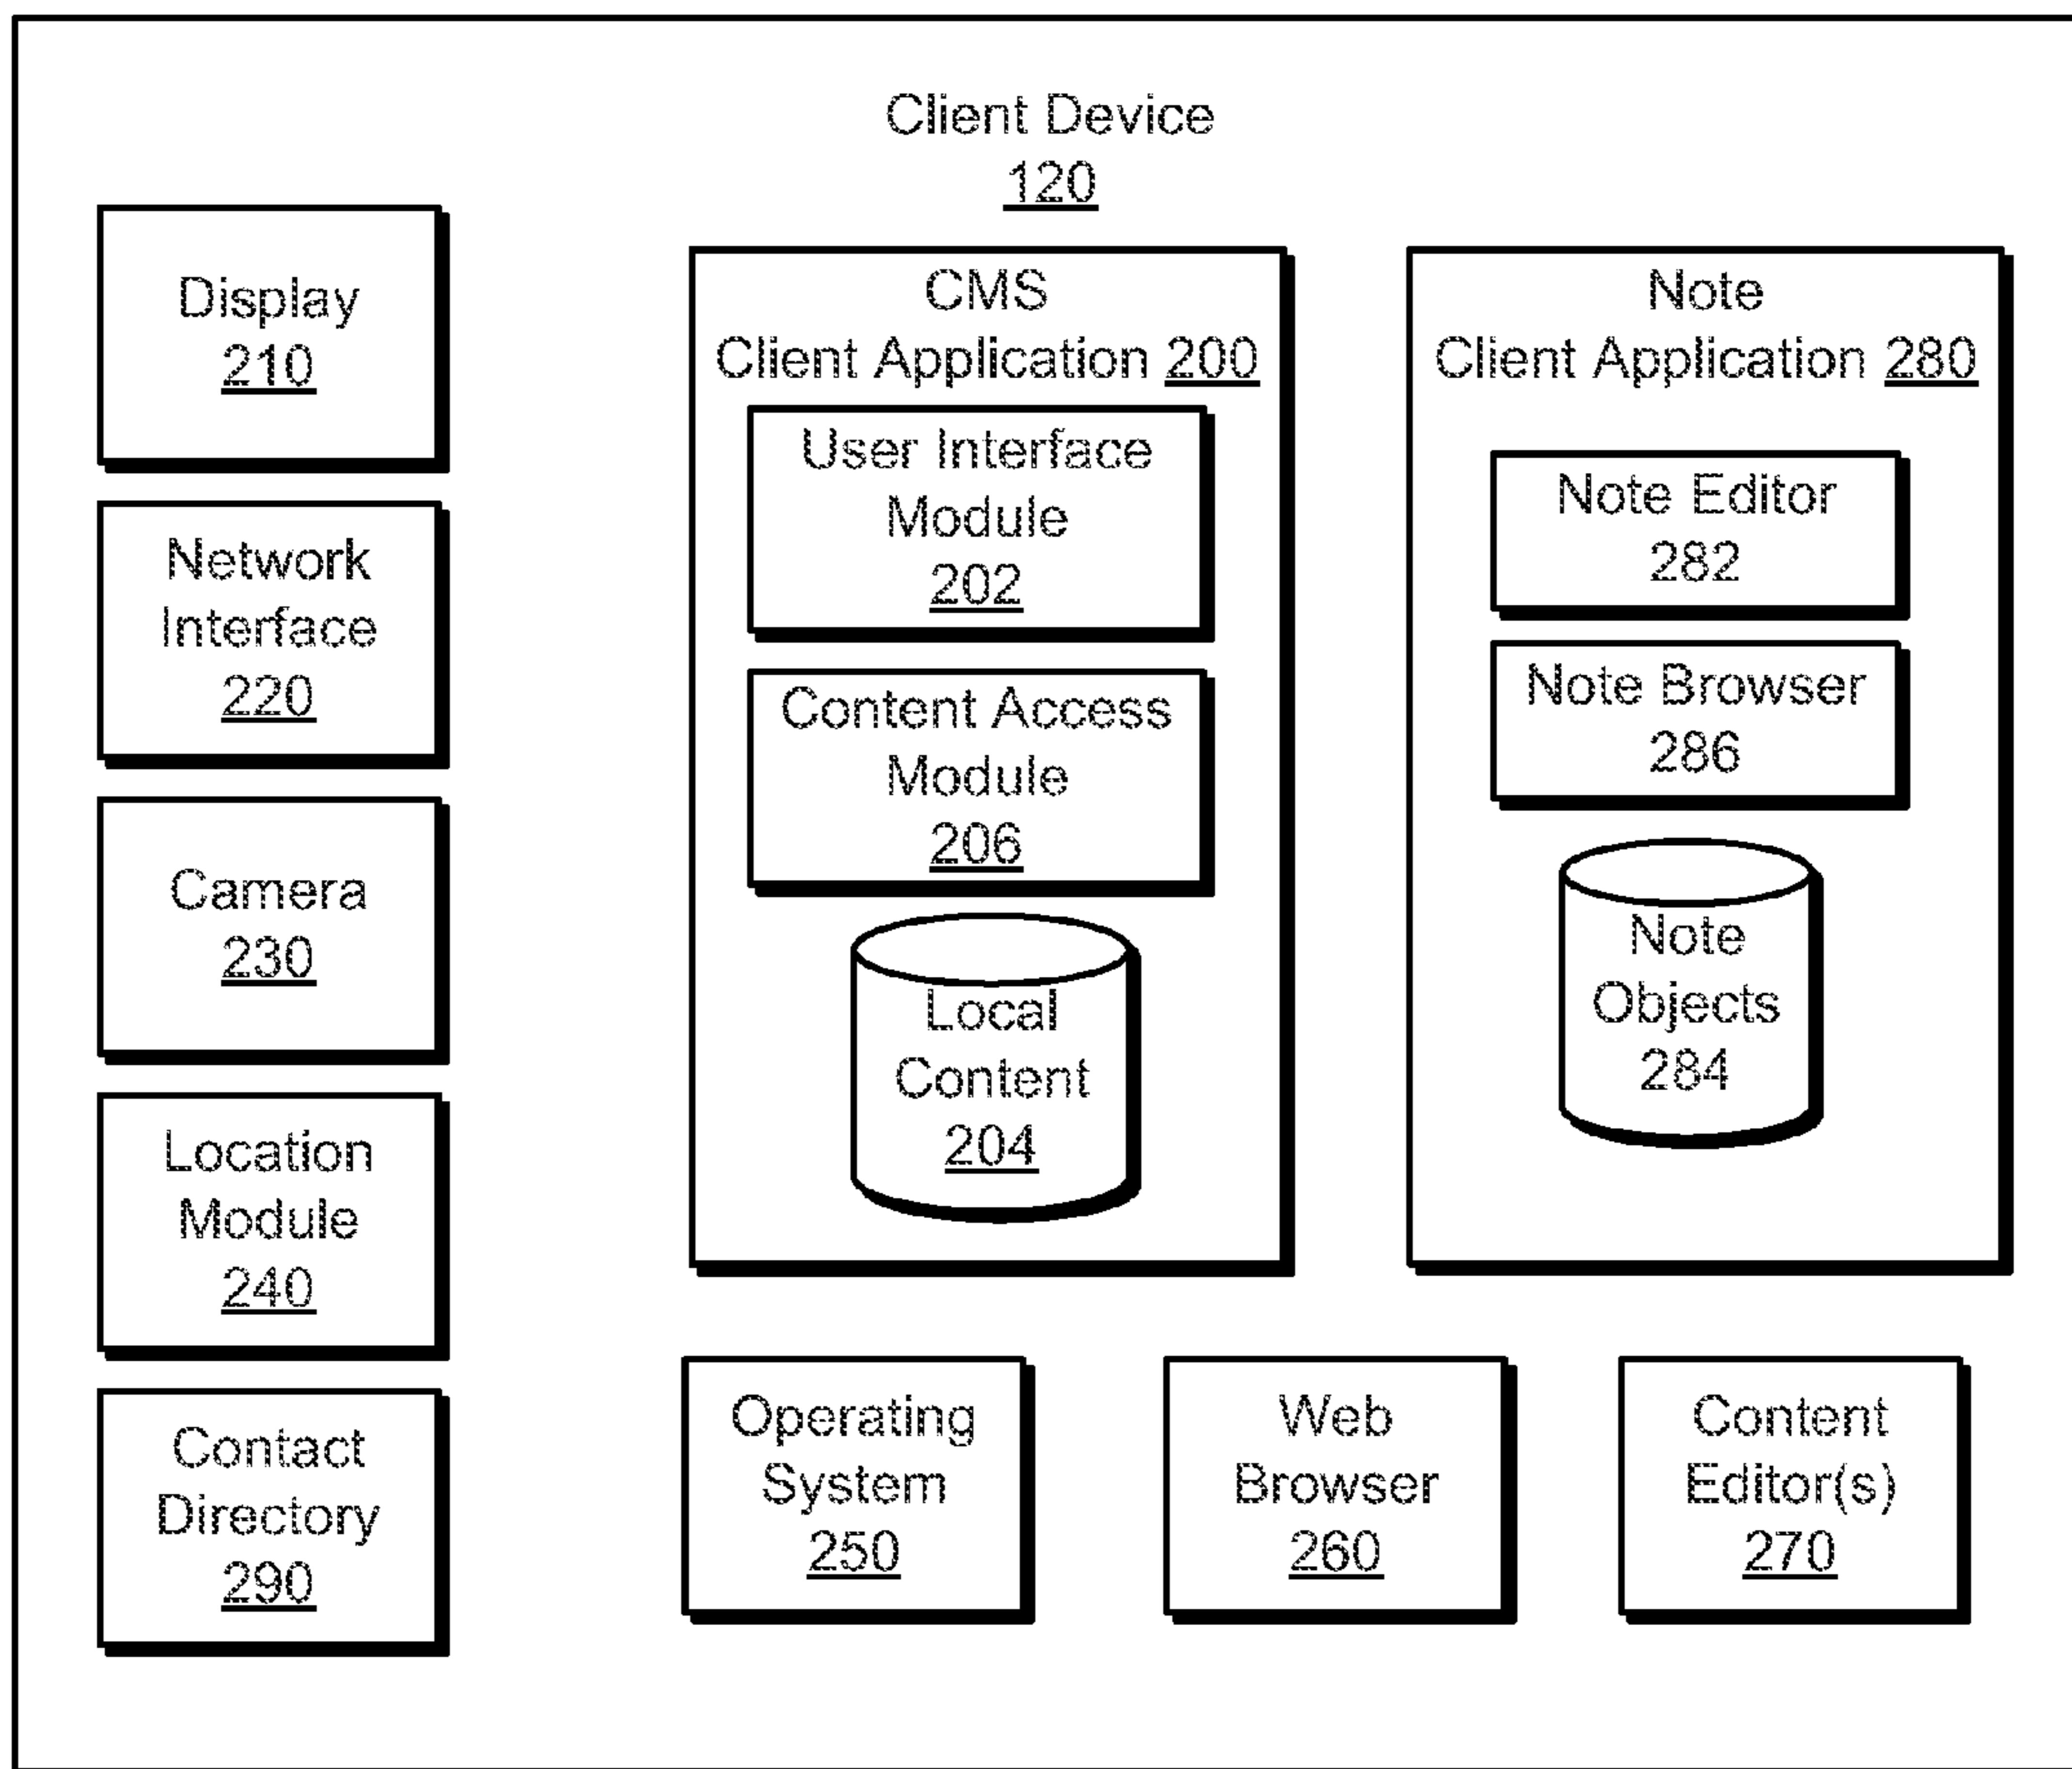 Client Device
120
Display
210
Network
Interface
220
Camera
230
Location
Module
240
Contact
Directory
290
CMS
Client Application 200
User Interface
Module
202
Content Access
Module
206
Local
Content
204
Note
Client Application 280
Note Editor
282
Note Browser
286
Note
Objects
284
Operating
System
250
Web
Browser
260
Content
Editor(s)
270